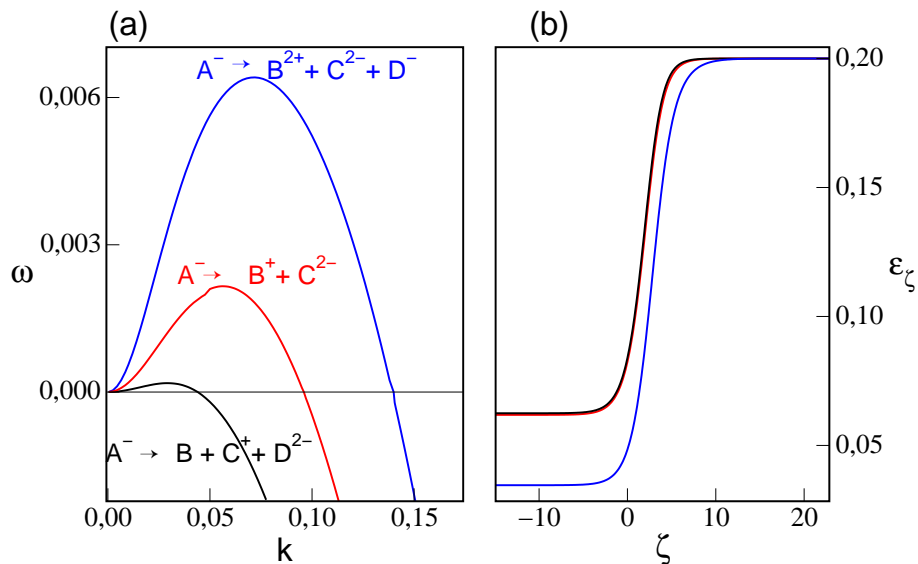 (a)
(b)
A⁻ → B²⁺ + C²⁻ + D⁻
A⁻ → B⁺ + C²⁻
A⁻ → B + C⁺ + D²⁻
0,006
0,003
0,000
ω
0,00 0,05 0,10 0,15
k
0,20
0,15
0,10
0,05
ε_ζ
−10 0 10 20
ζ